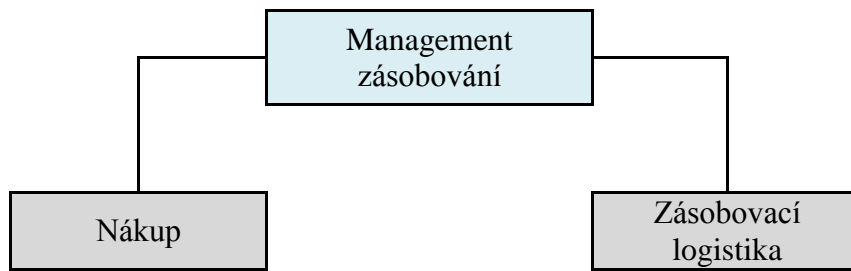 Management
zásobování
Nákup
Zásobovací
logistika